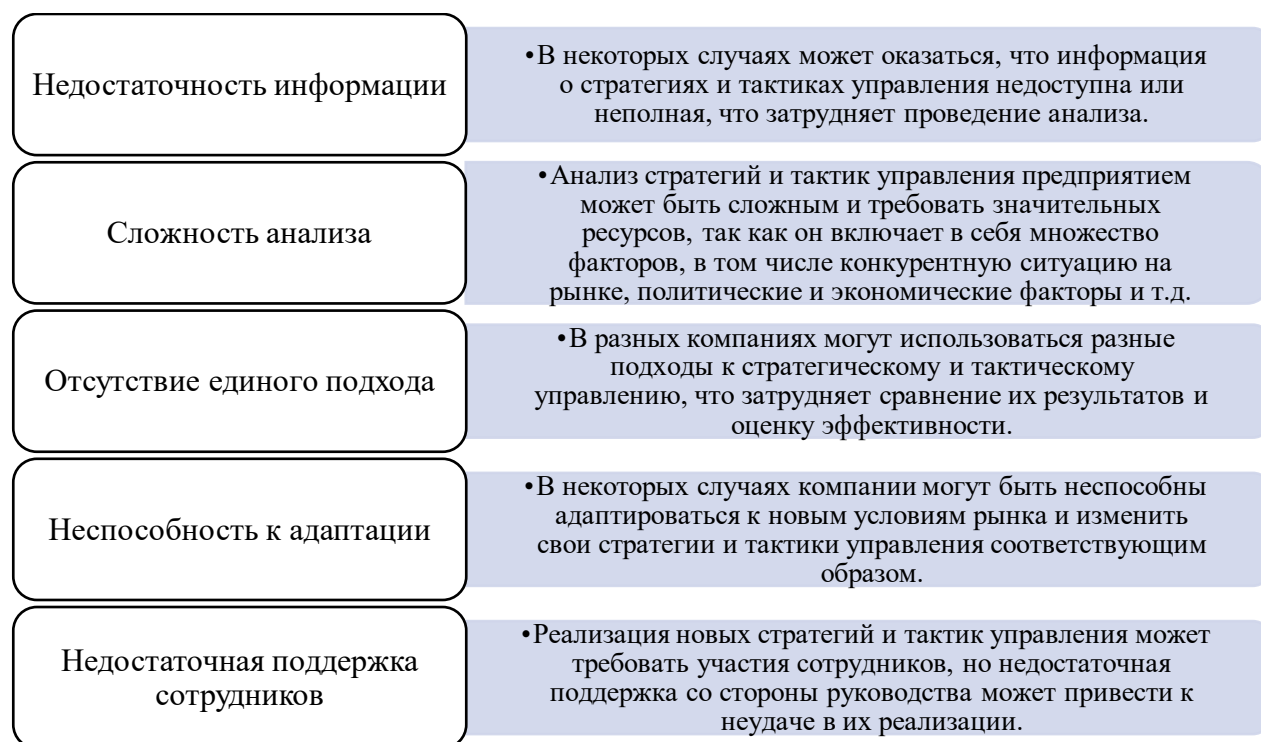 Недостаточность информации
•В некоторых случаях может оказаться, что информация
о стратегиях и тактиках управления недоступна или
неполная, что затрудняет проведение анализа.
Сложность анализа
•Анализ стратегий и тактик управления предприятием
может быть сложным и требовать значительных
ресурсов, так как он включает в себя множество
факторов, в том числе конкурентную ситуацию на
рынке, политические и экономические факторы и т.д.
Отсутствие единого подхода
•В разных компаниях могут использоваться разные
подходы к стратегическому и тактическому
управлению, что затрудняет сравнение их результатов и
оценку эффективности.
Неспособность к адаптации
•В некоторых случаях компании могут быть неспособны
адаптироваться к новым условиям рынка и изменить
свои стратегии и тактики управления соответствующим
образом.
Недостаточная поддержка
сотрудников
•Реализация новых стратегий и тактик управления может
требовать участия сотрудников, но недостаточная
поддержка со стороны руководства может привести к
неудаче в их реализации.